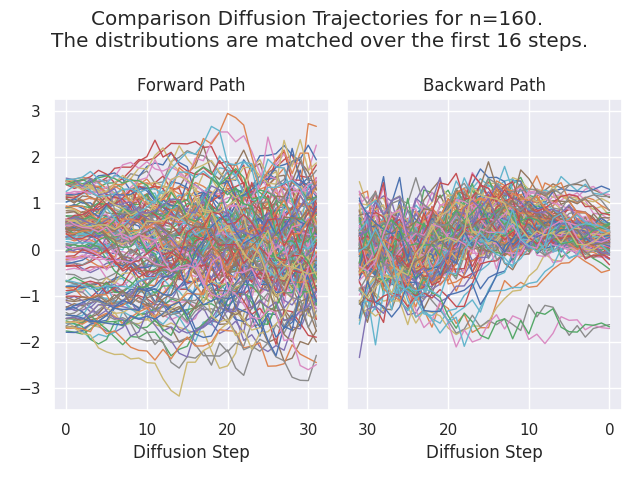 Comparison Diffusion Trajectories for n=160.
The distributions are matched over the first 16 steps.
Forward Path
Backward Path
3
2
1
0
−1
−2
−3
0 10 20 30
30 20 10 0
Diffusion Step
Diffusion Step